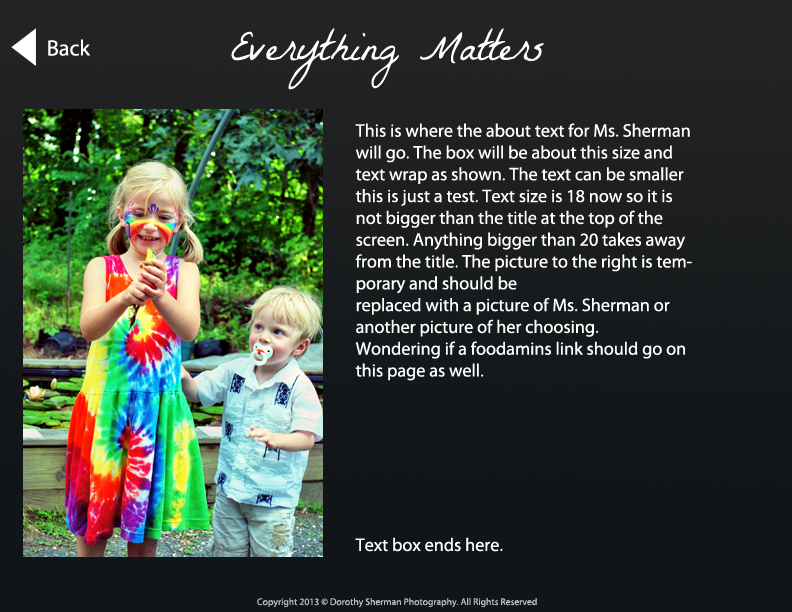 Back
Everything Matters
This is where the about text for Ms. Sherman
will go. The box will be about this size and
text wrap as shown. The text can be smaller
this is just a test. Text size is 18 now so it is
not bigger than the title at the top of the
screen. Anything bigger than 20 takes away
from the title. The picture to the right is tem-
porary and should be
replaced with a picture of Ms. Sherman or
another picture of her choosing.
Wondering if a foodamins link should go on
this page as well.
Text box ends here.
Copyright 2013 © Dorothy Sherman Photography. All Rights Reserved